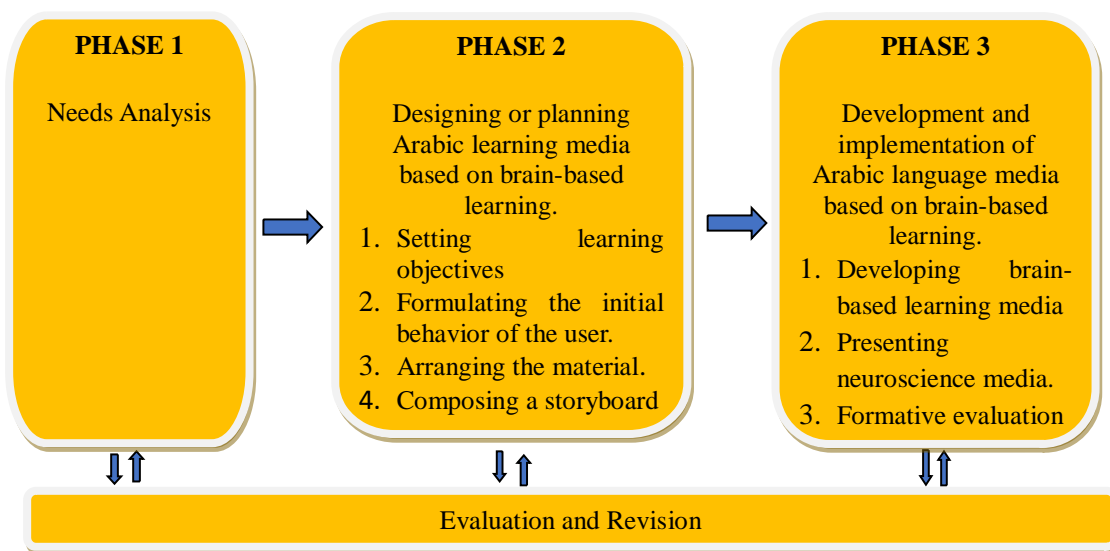 PHASE 1
Needs Analysis
PHASE 2
Designing or planning
Arabic learning media
based on brain-based
learning.
1. Setting learning
objectives
2. Formulating the initial
behavior of the user.
3. Arranging the material.
4. Composing a storyboard
PHASE 3
Development and
implementation of
Arabic language media
based on brain-based
learning.
1. Developing brain-
based learning media
2. Presenting
neuroscience media.
3. Formative evaluation
Evaluation and Revision